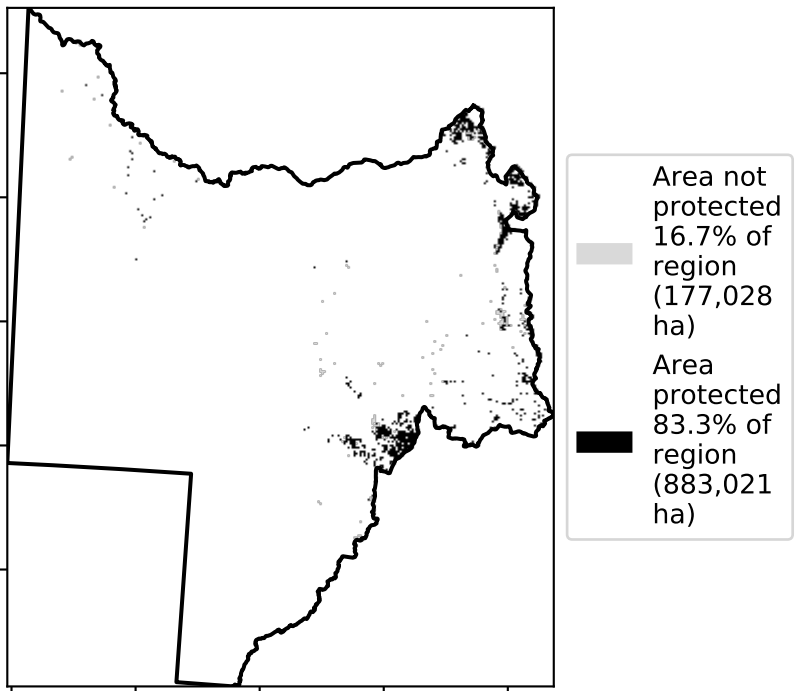 Area not
protected
16.7% of
region
(177,028
ha)
Area
protected
83.3% of
region
(883,021
ha)